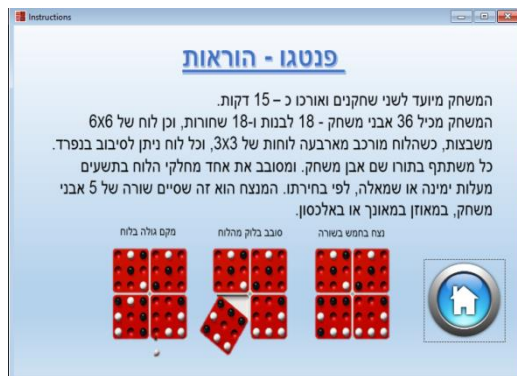 Instructions
פנטגו - הוראות
המשחק מיועד לשני שחקנים ואורכו כ – 15 דקות.
המשחק מכיל 36 אבני משחק - 18 לבנות ו-18 שחורות, וכן לוח של 6X6
משבצות, כשהלוח מורכב מארבעה לוחות של 3X3, וכל לוח ניתן לסיבוב בנפרד.
כל משתתף בתורו שם אבן משחק. ומסובב את אחד מחלקי הלוח בתשעים
מעלות ימינה או שמאלה, לפי בחירתו. המנצח הוא זה שסיים שורה של 5 אבני
משחק, במאוזן במאונך או באלכסון.
מקם גולה בלוח
סובב בלוק מהלוח
נצח בחמש בשורה